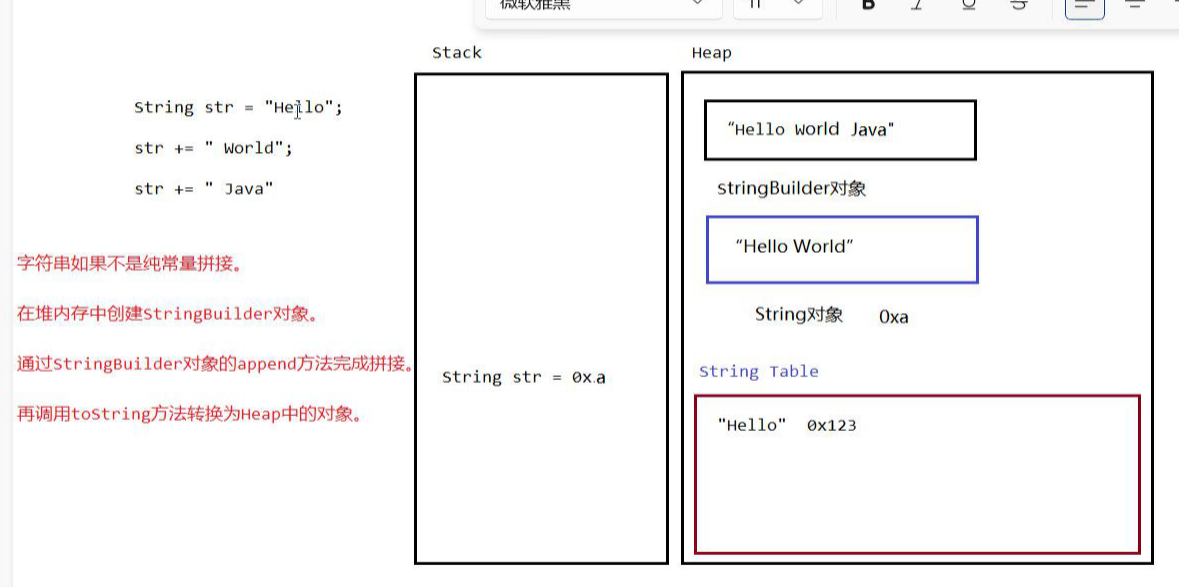 微软雅黑
B
Stack
Heap
String str = "Hello";
str += " World";
str += " Java"
字符串如果不是纯常量拼接。
在堆内存中创建StringBuilder对象。
通过StringBuilder对象的append方法完成拼接。
再调用toString方法转换为Heap中的对象。
String str = 0x.a
“Hello World Java"
StringBuilder对象
“Hello World”
String对象 0xa
String Table
"Hello" 0x123